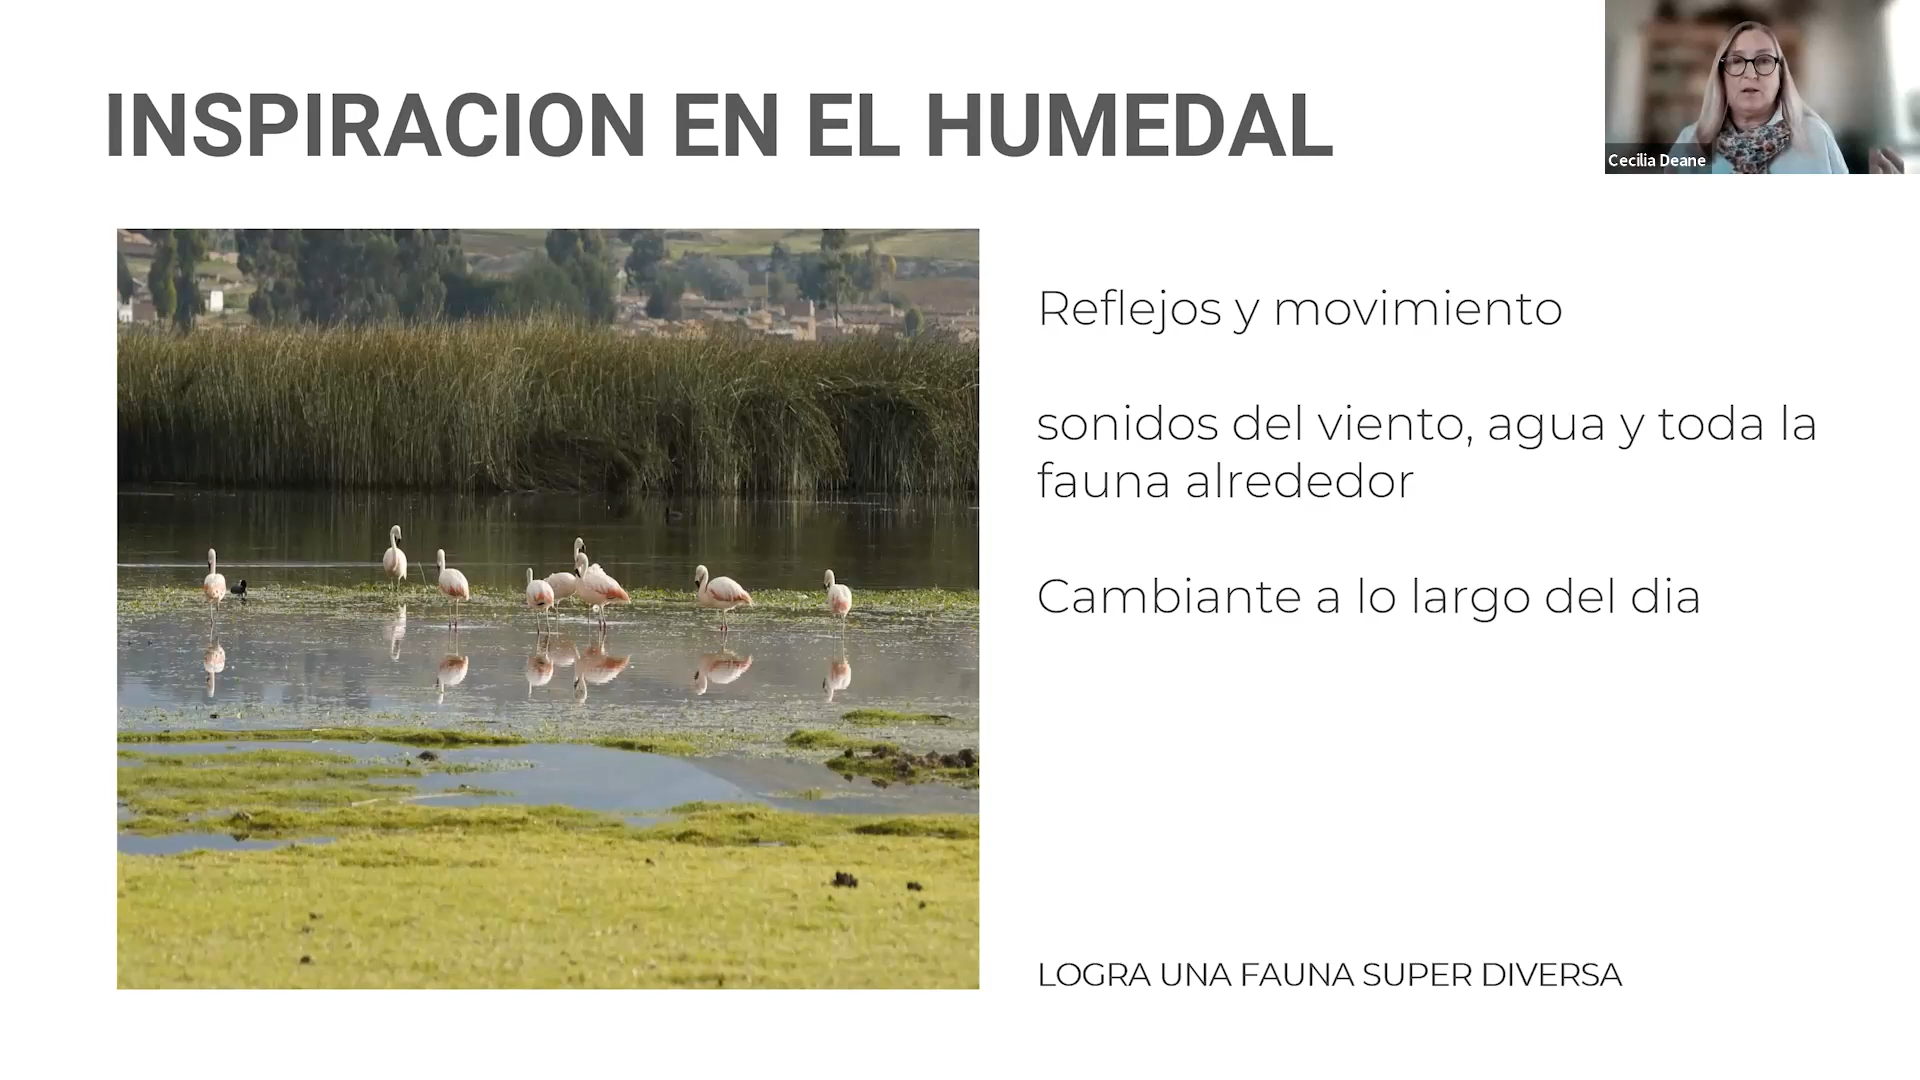 INSPIRACION EN EL HUMEDAL
Cecilia Deane
Reflejos y movimiento
sonidos del viento, agua y toda la
fauna alrededor
Cambiante a lo largo del dia
LOGRA UNA FAUNA SUPER DIVERSA